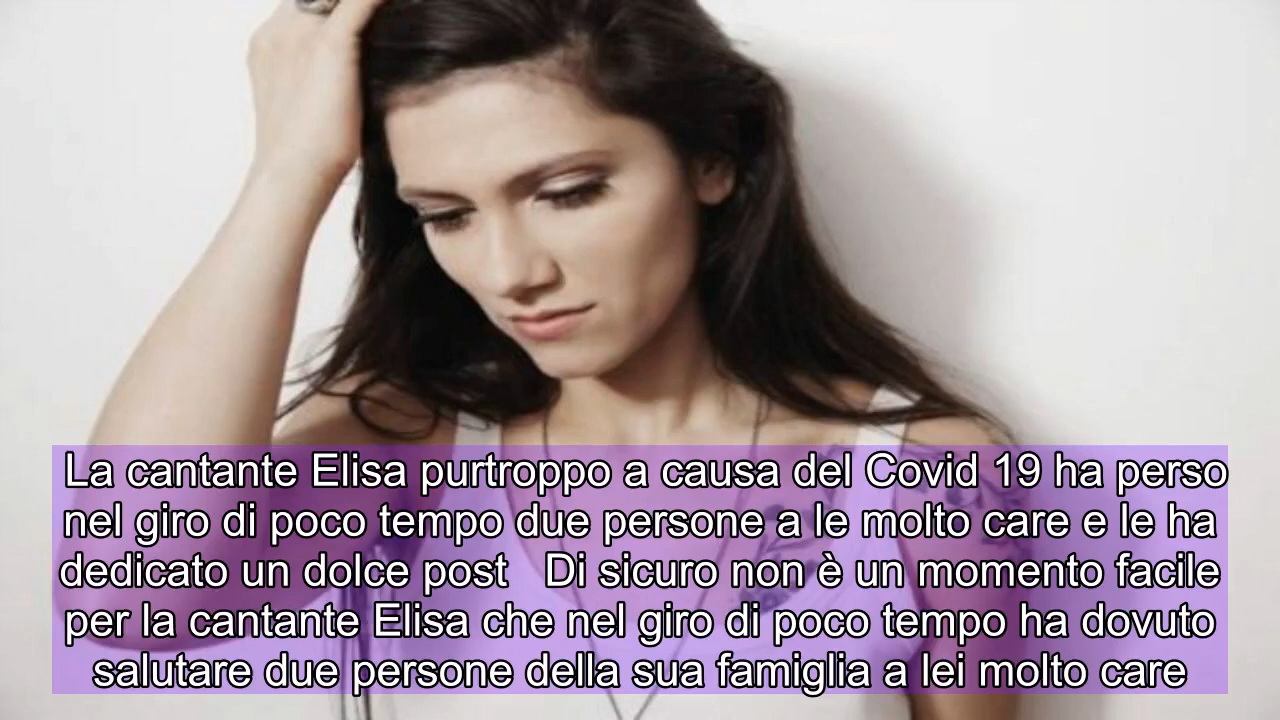 La cantante Elisa purtroppo a causa del Covid 19 ha perso
nel giro di poco tempo due persone a le molto care e le ha
dedicato un dolce post   Di sicuro non è un momento facile
per la cantante Elisa che nel giro di poco tempo ha dovuto
salutare due persone della sua famiglia a lei molto care